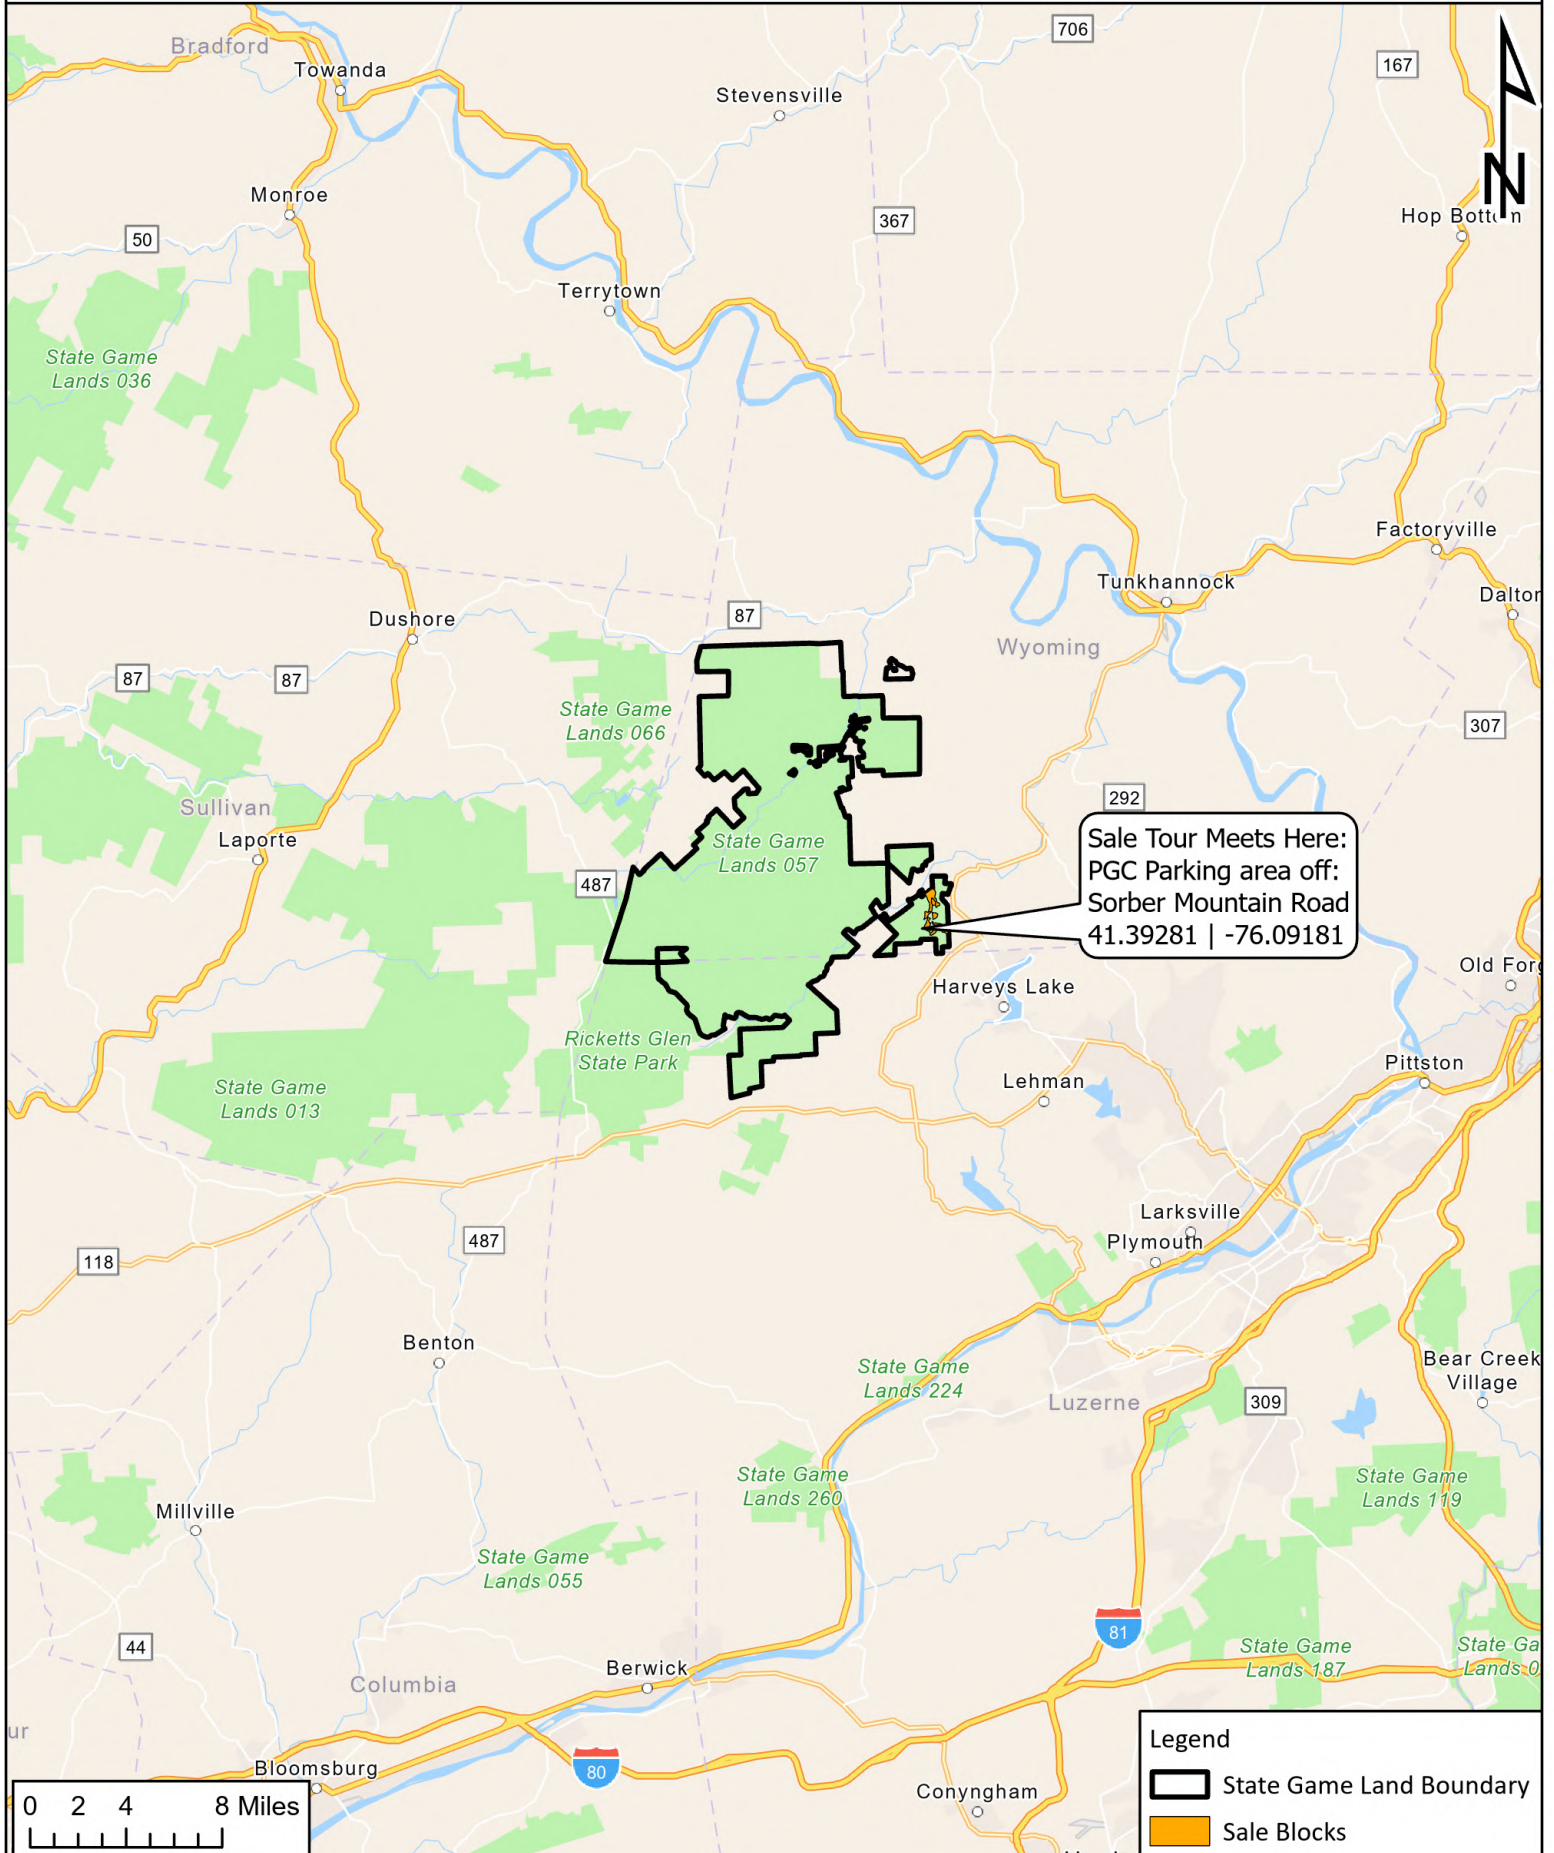 706
Bradford
167
Towanda
Stevensville
Monroe
N
367
Hop Bottom
50
Terrytown
State Game
Lands 036
Factoryville
Tunkhannock
Dalton
87
Dushore
Wyoming
87
87
State Game
Lands 066
307
292
Sullivan
Laporte
State Game
Lands 057
Sale Tour Meets Here:
PGC Parking area off:
Sorber Mountain Road
41.39281 | -76.09181
487
Old Forg
Harveys Lake
Ricketts Glen
State Park
Pittston
Lehman
State Game
Lands 013
Larksville
Plymouth
487
118
Benton
State Game
Lands 224
Bear Creek
Village
Luzerne
309
State Game
Lands 260
State Game
Lands 119
Millville
State Game
Lands 055
81
44
State Game
Lands 187
State Ga
Lands 0
Berwick
Columbia
ur
Legend
Bloomsburg
80
State Game Land Boundary
Conyngham
0 2 4 8 Miles
Sale Blocks